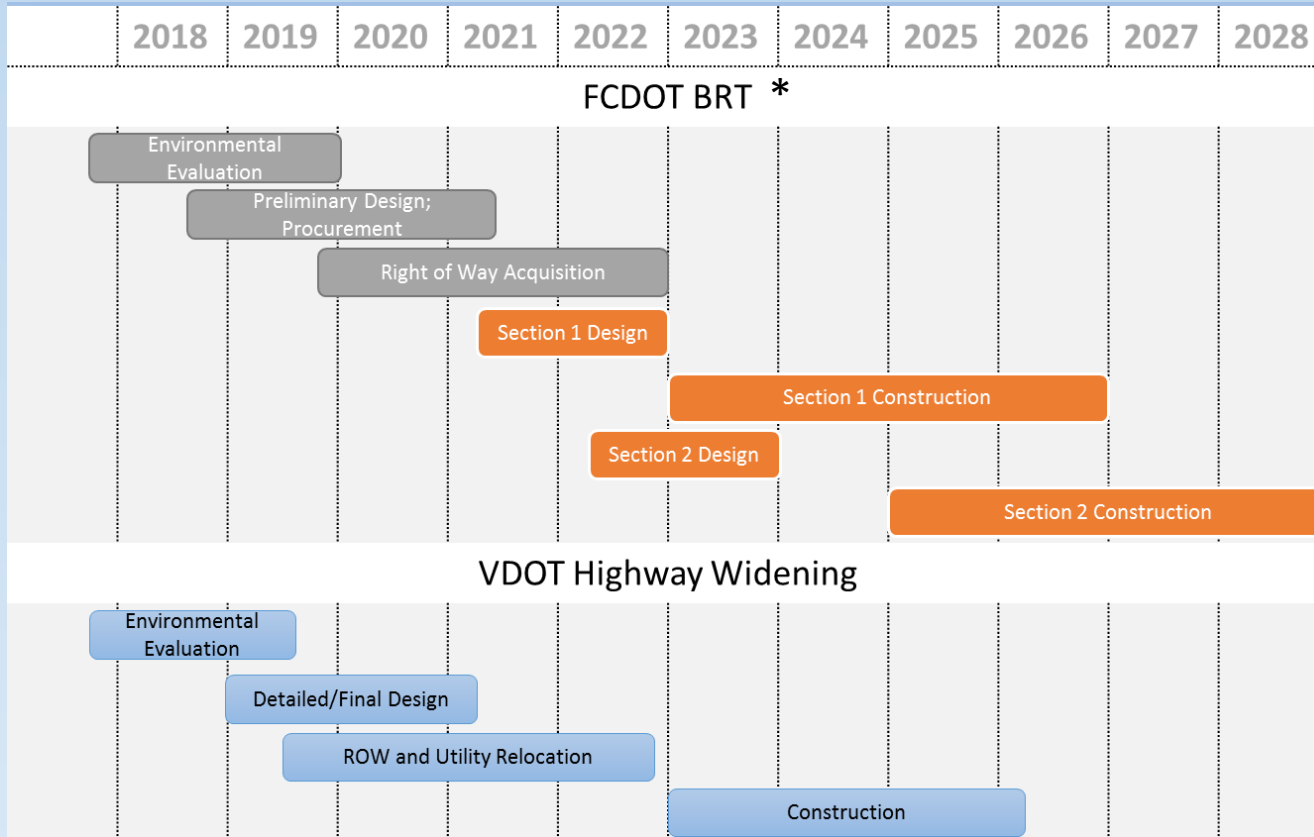 2018 2019 2020 2021 2022 2023 2024 2025 2026 2027 2028
FCDOT BRT *
Environmental
Evaluation
Preliminary Design;
Procurement
Right of Way Acquisition
Section 1 Design
Section 1 Construction
Section 2 Design
Section 2 Construction
VDOT Highway Widening
Environmental
Evaluation
Detailed/Final Design
ROW and Utility Relocation
Construction